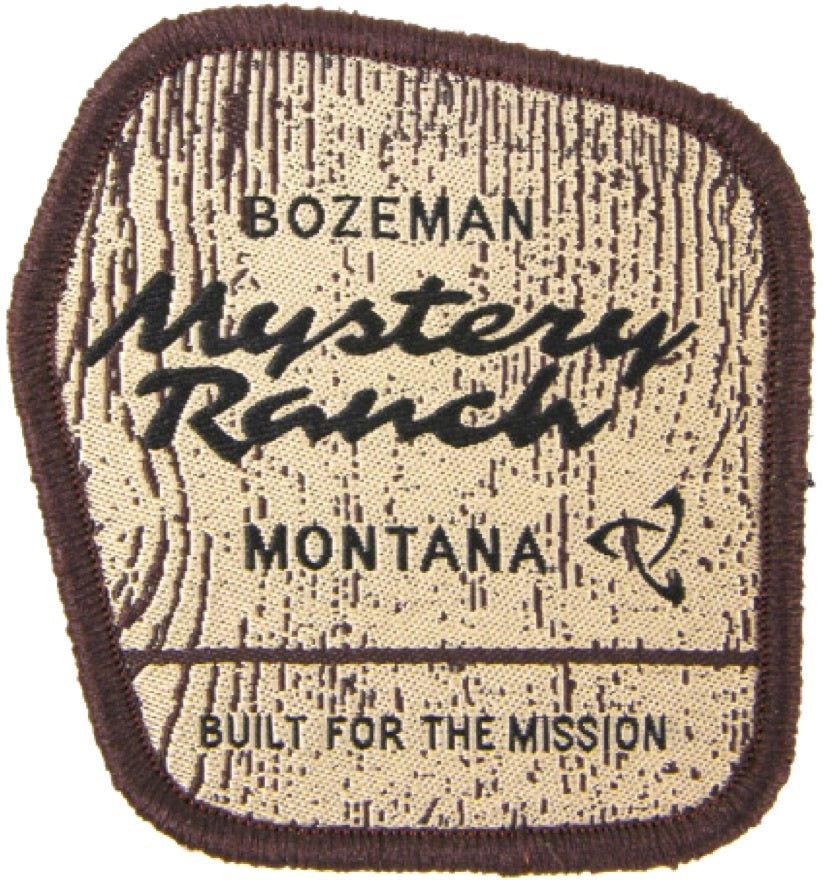 BOZEMAN
Mystery
Ranch
MONTANA
BUILT FOR THE MISSION